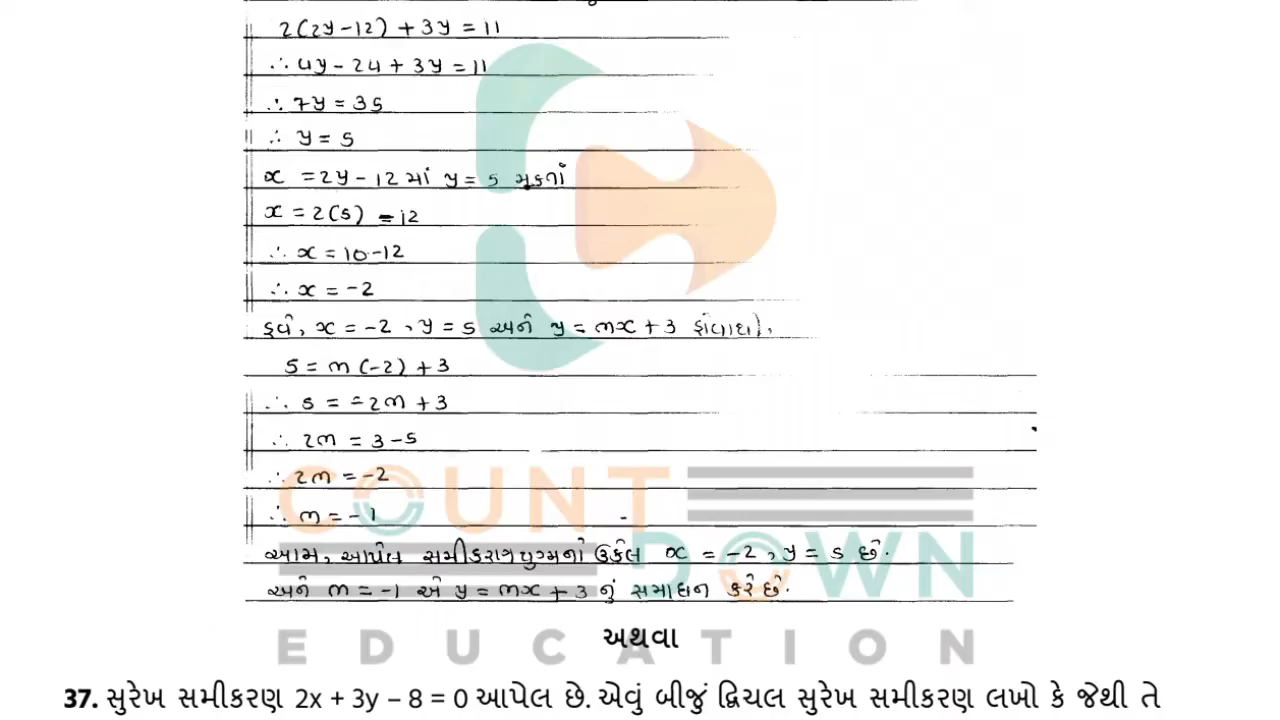 2(2y-12) + 3y = 11
∴ 4y - 24 + 3y = 11
∴ 7y = 35
∴ y = 5
x = 2y - 12 માં y = 5 મૂકતાં
x = 2(5) - 12
∴ x = 10-12
∴ x = -2
હવે, x = -2, y = 5 અને y = mx + 3 હોવાથી,
5 = m (-2) + 3
∴ 5 = -2m + 3
∴ 2m = 3-5
∴ 2m = -2
∴ m = -1
આમ, આપેલ સમીકરણયુગ્મનો ઉકેલ x = -2, y = 5 છે.
અને m = -1 એ y = mx + 3 નું સમાધાન કરે છે.
COUNT
DOWN
EDUCATION
અથવા
37. સુરેખ સમીકરણ 2x + 3y – 8 = 0 આપેલ છે. એવું બીજું દ્વિચલ સુરેખ સમીકરણ લખો કે જેથી તે